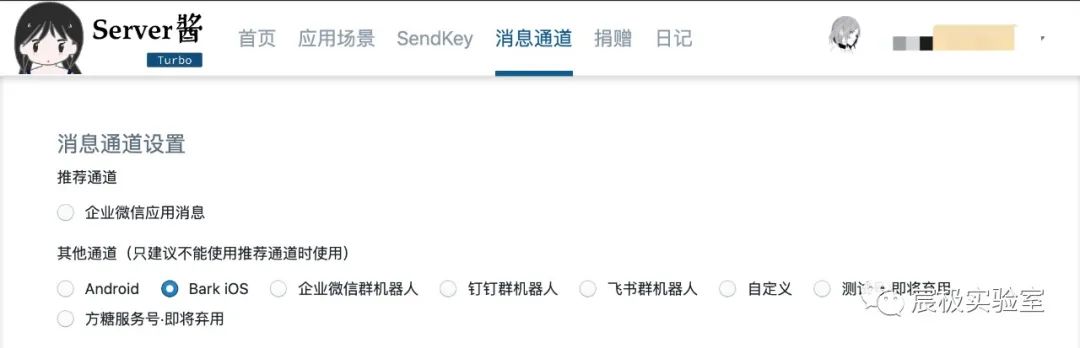 Server酱
Turbo
首页 应用场景 SendKey 消息通道 捐赠 日记
消息通道设置
推荐通道
企业微信应用消息
其他通道（只建议不能使用推荐通道时使用）
Android Bark iOS 企业微信群机器人 钉钉群机器人 飞书群机器人 自定义 测试 ·即将弃用
方糖服务号·即将弃用
宸极实验室